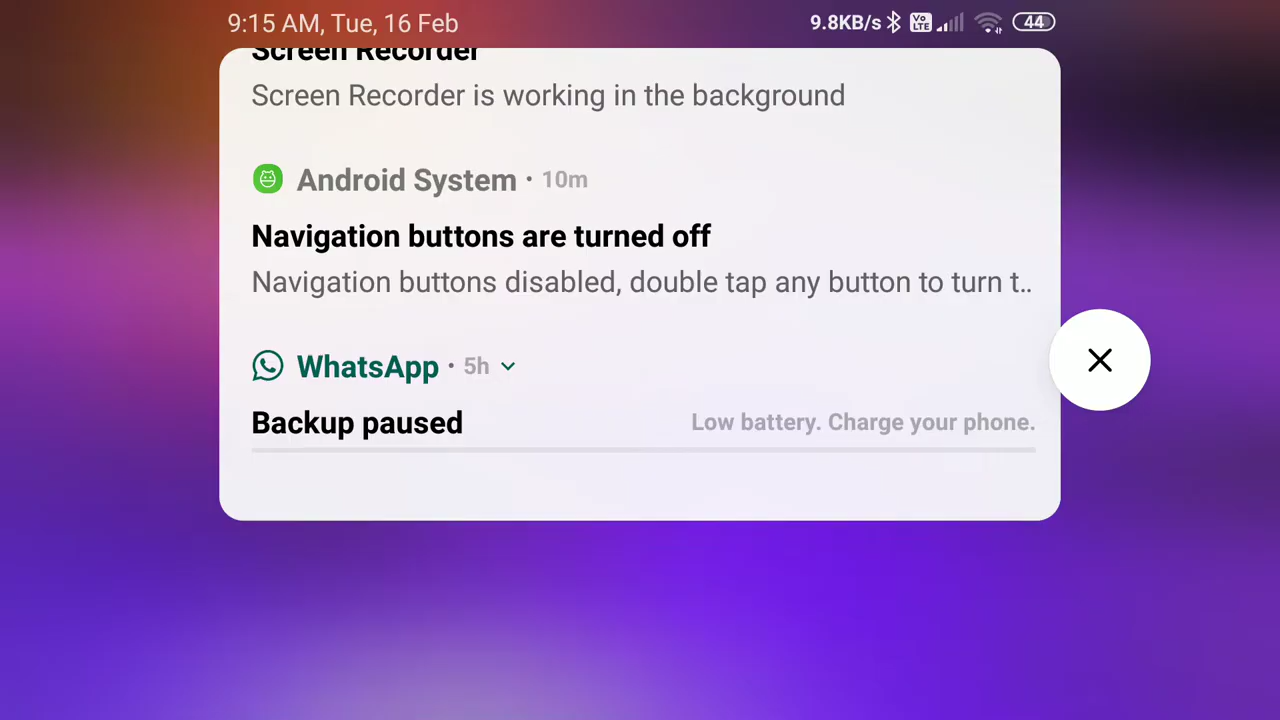 9:15 AM, Tue, 16 Feb 9.8KB/s Vo LTE 44
Screen Recorder
Screen Recorder is working in the background
Android System · 10m
Navigation buttons are turned off
Navigation buttons disabled, double tap any button to turn t..
WhatsApp · 5h
Backup paused Low battery. Charge your phone.